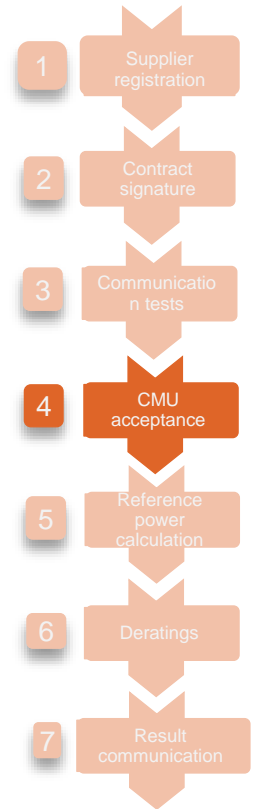 1
Supplier
registration
2
Contract
signature
3
Communicatio
n tests
4
CMU
acceptance
5
Reference
power
calculation
6
Deratings
7
Result
communication